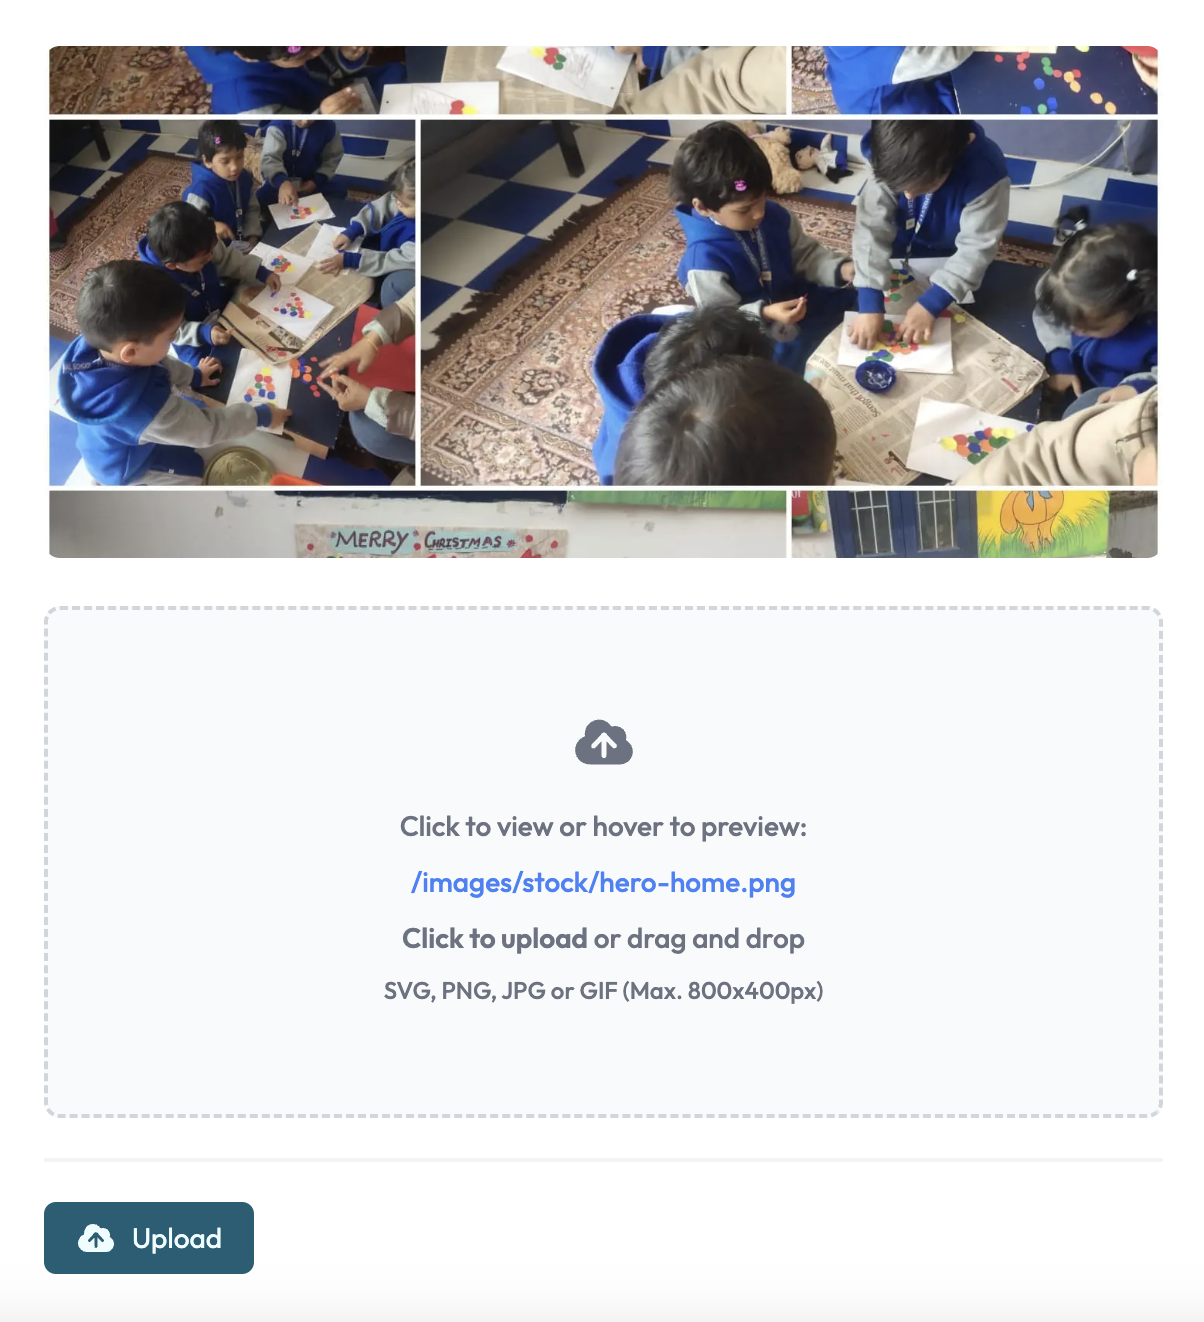 MERRY CHRISTMAS
Click to view or hover to preview:
/images/stock/hero-home.png
Click to upload or drag and drop
SVG, PNG, JPG or GIF (Max. 800x400px)
Upload